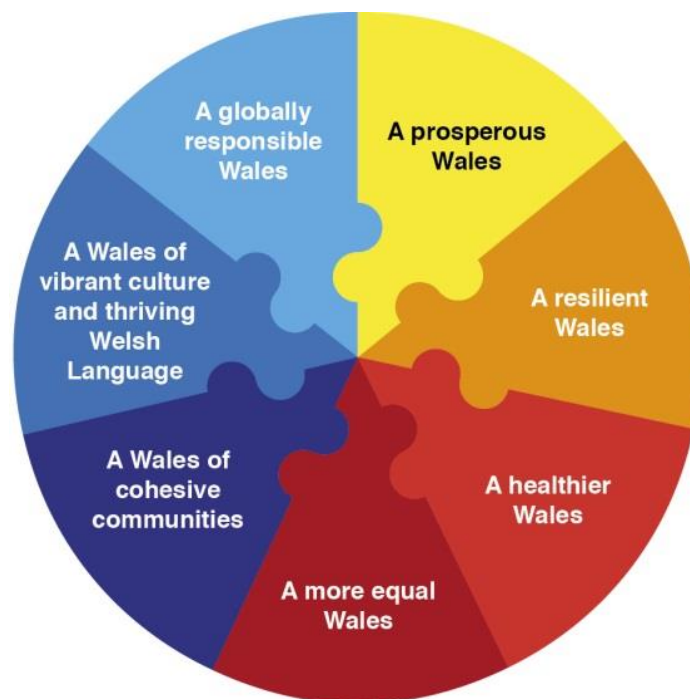 A prosperous
Wales
A resilient
Wales
A healthier
Wales
A more equal
Wales
A Wales of
cohesive
communities
A Wales of
vibrant culture
and thriving
Welsh
Language
A globally
responsible
Wales